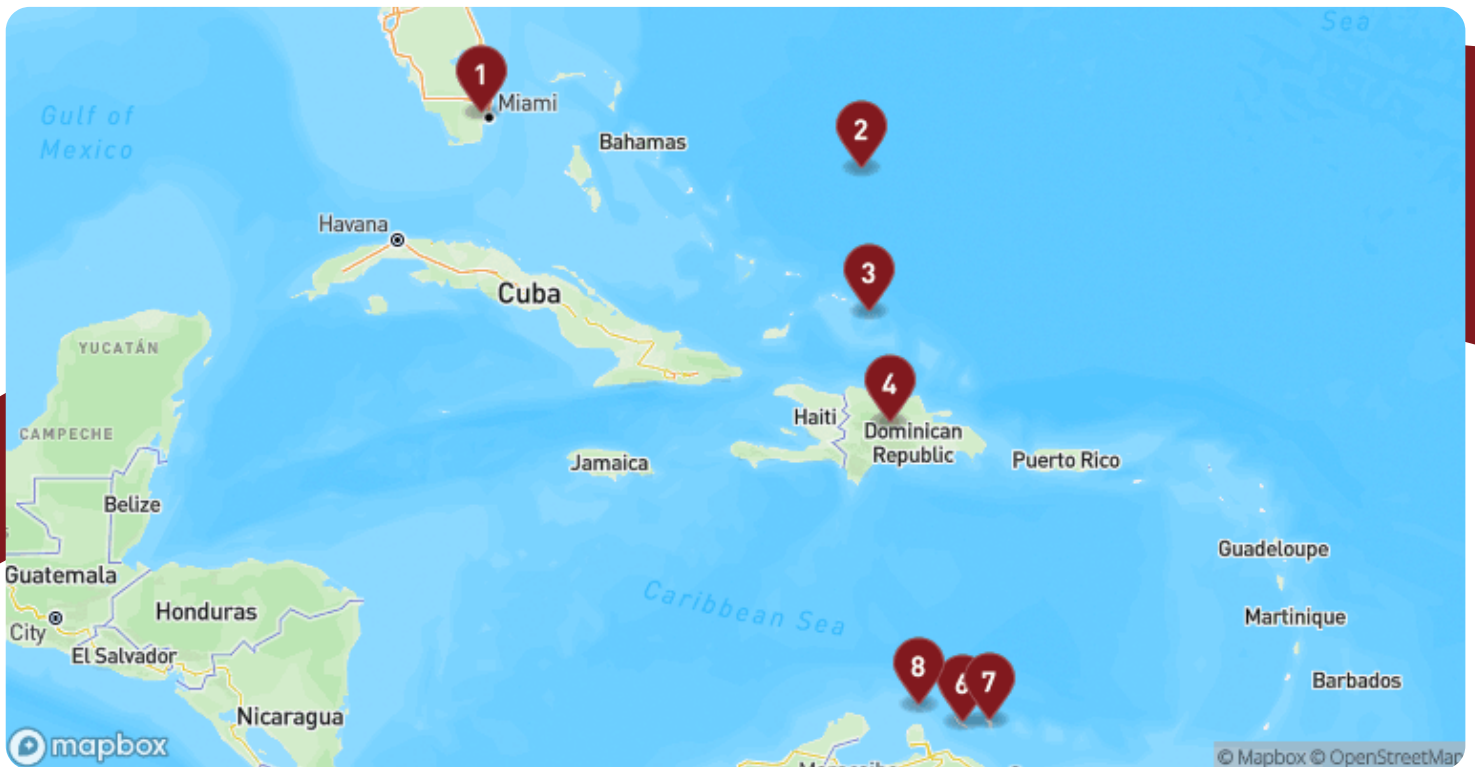 Sea
1
Miami
Gulf of
Mexico
2
Bahamas
Havana
3
Cuba
YUCATÁN
4
Haiti
Dominican
Republic
CAMPECHE
Jamaica
Puerto Rico
Belize
Guadeloupe
Guatemala
Caribbean Sea
Honduras
Martinique
City
El Salvador
8
6
7
Barbados
Nicaragua
mapbox
© Mapbox © OpenStreetMap